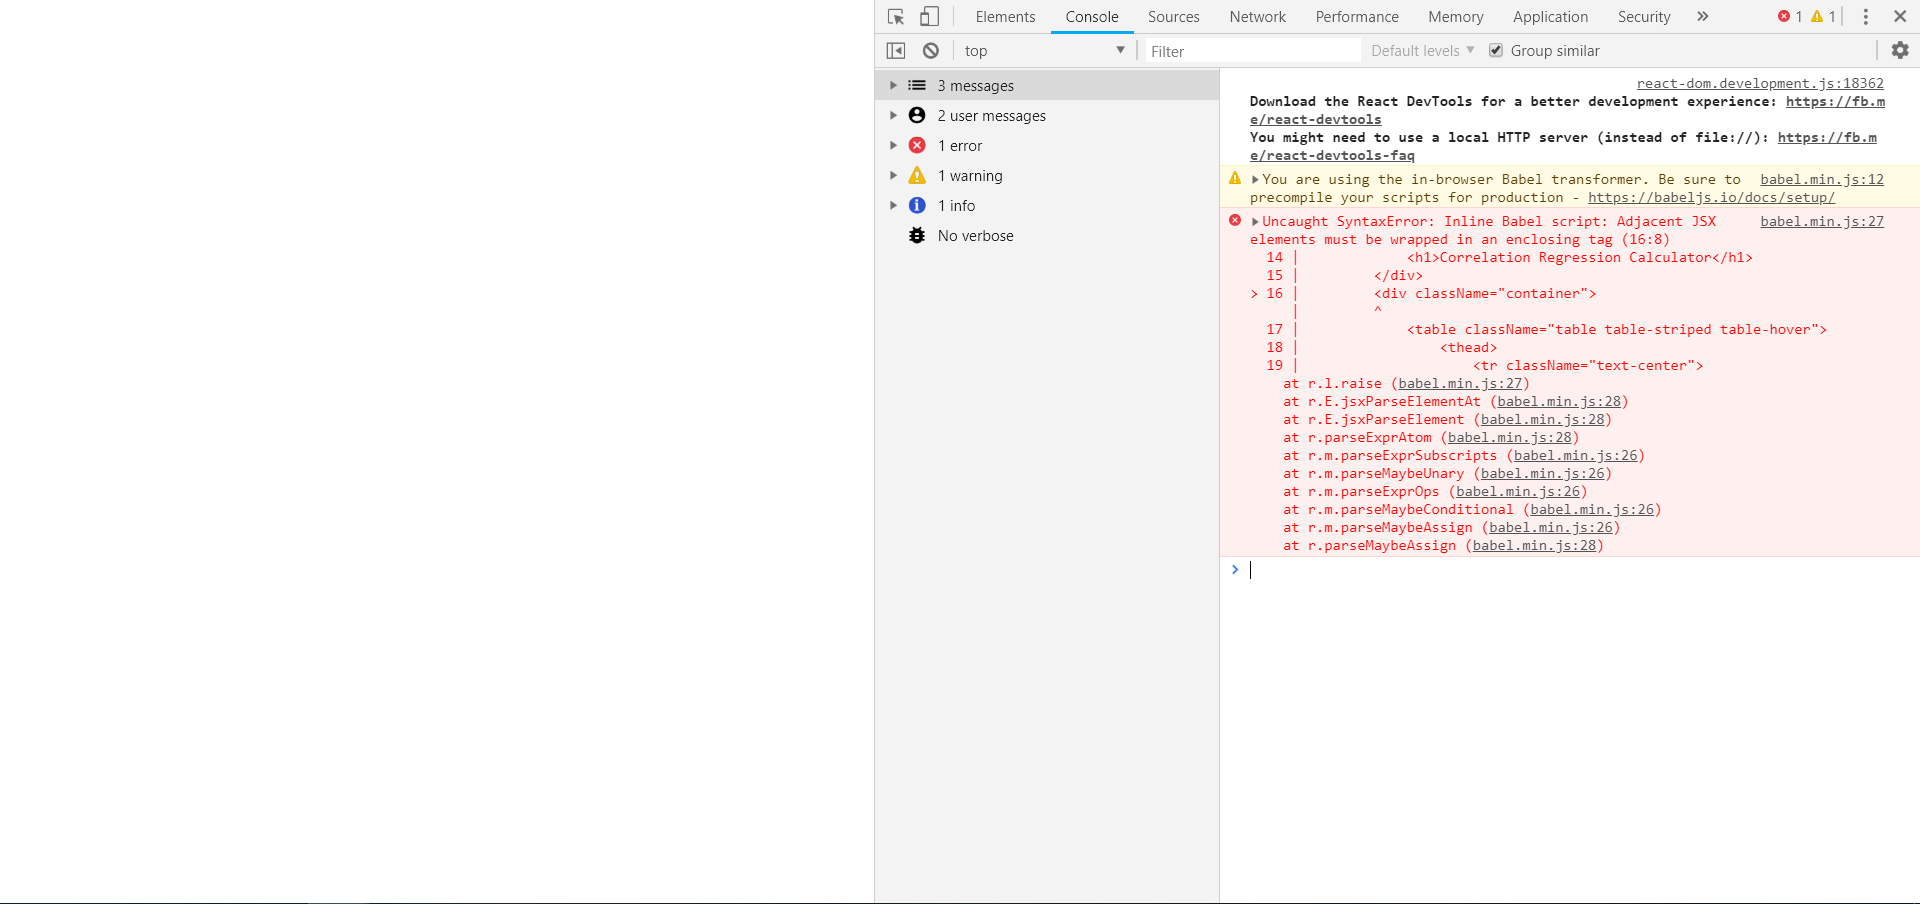 Elements Console Sources Network Performance Memory Application Security » 1 1
top Filter Default levels Group similar
3 messages
2 user messages
1 error
1 warning
1 info
No verbose
react-dom.development.js:18362
Download the React DevTools for a better development experience: https://fb.m
e/react-devtools
You might need to use a local HTTP server (instead of file://): https://fb.m
e/react-devtools-faq
You are using the in-browser Babel transformer. Be sure to babel.min.js:12
precompile your scripts for production - https://babeljs.io/docs/setup/
Uncaught SyntaxError: Inline Babel script: Adjacent JSX babel.min.js:27
elements must be wrapped in an enclosing tag (16:8)
14 | <h1>Correlation Regression Calculator</h1>
15 | </div>
> 16 | <div className="container">
| ^
17 | <table className="table table-striped table-hover">
18 | <thead>
19 | <tr className="text-center">
at r.l.raise (babel.min.js:27)
at r.E.jsxParseElementAt (babel.min.js:28)
at r.E.jsxParseElement (babel.min.js:28)
at r.parseExprAtom (babel.min.js:28)
at r.m.parseExprSubscripts (babel.min.js:26)
at r.m.parseMaybeUnary (babel.min.js:26)
at r.m.parseExprOps (babel.min.js:26)
at r.m.parseMaybeConditional (babel.min.js:26)
at r.m.parseMaybeAssign (babel.min.js:26)
at r.parseMaybeAssign (babel.min.js:28)
>